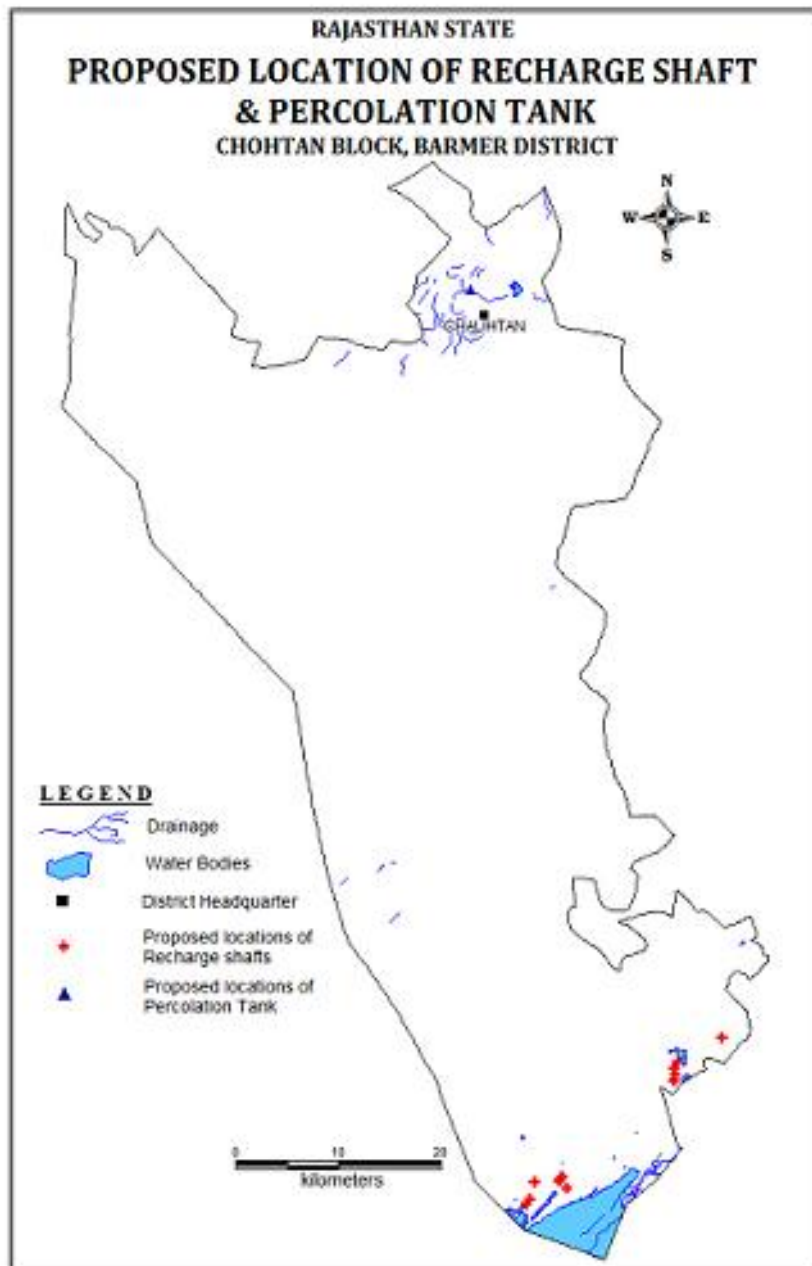 RAJASTHAN STATE
PROPOSED LOCATION OF RECHARGE SHAFT
& PERCOLATION TANK
CHOHTAN BLOCK, BARMER DISTRICT
N
W E
S
CHAUHTAN
LEGEND
Drainage
Water Bodies
District Headquarter
Proposed locations of
Recharge shafts
Proposed locations of
Percolation Tank
0 10 20
kilometers